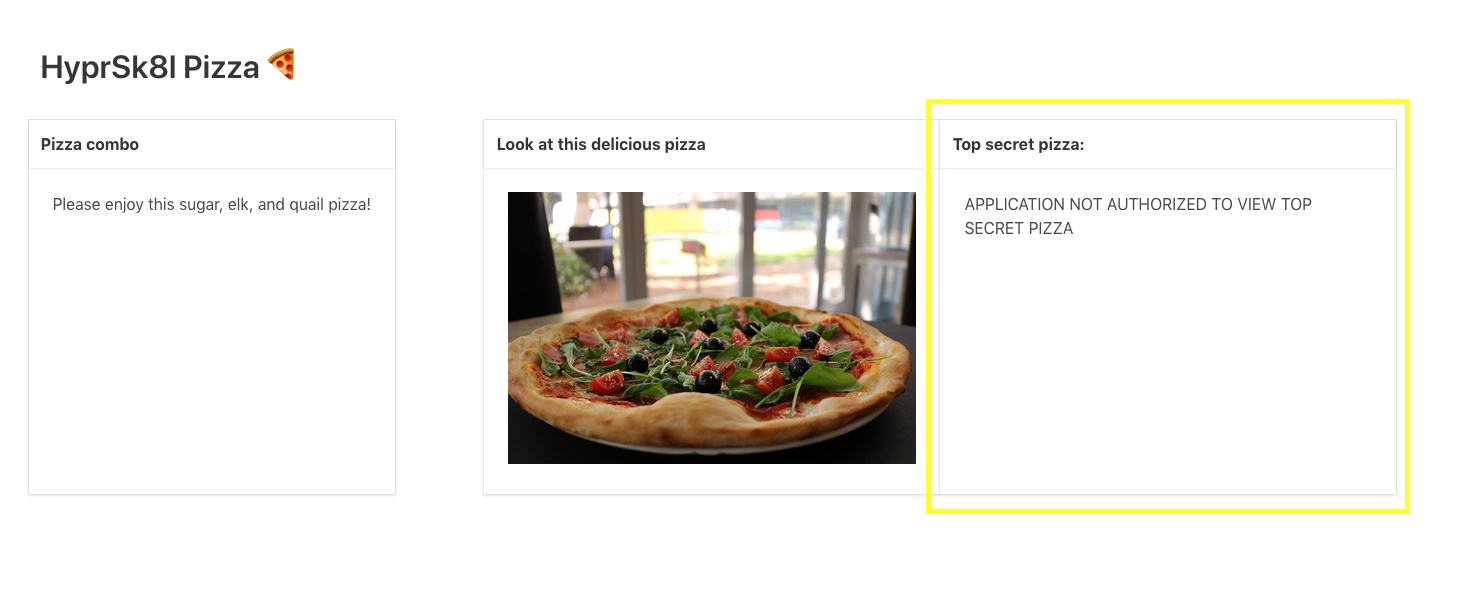 HyprSk8l Pizza 🍕
Pizza combo
Please enjoy this sugar, elk, and quail pizza!
Look at this delicious pizza
Top secret pizza:
APPLICATION NOT AUTHORIZED TO VIEW TOP
SECRET PIZZA